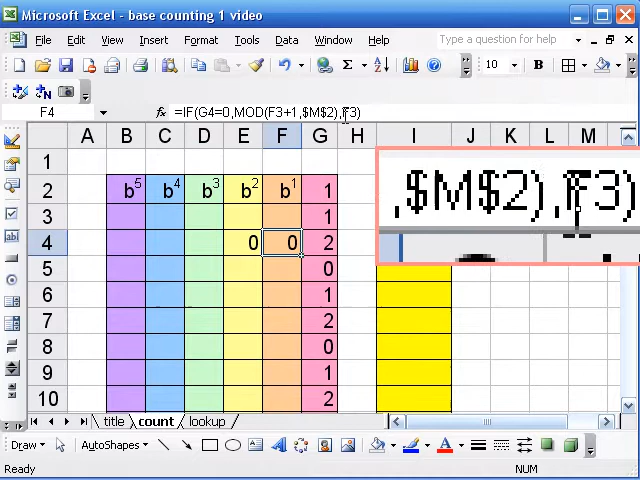 Microsoft Excel - base counting 1 video
File Edit View Insert Format Tools Data Window Help Type a question for help
10 B
F4 fx =IF(G4=0,MOD(F3+1,$M$2),F3)
A B C D E F G H I J K L M
1
2 b5 b4 b3 b2 b1 1
3 1
4 0 0 2
5 0
6 1
7 2
8 0
9 1
10 2
,$M$2),F3)
title count lookup
Draw AutoShapes A A
Ready NUM